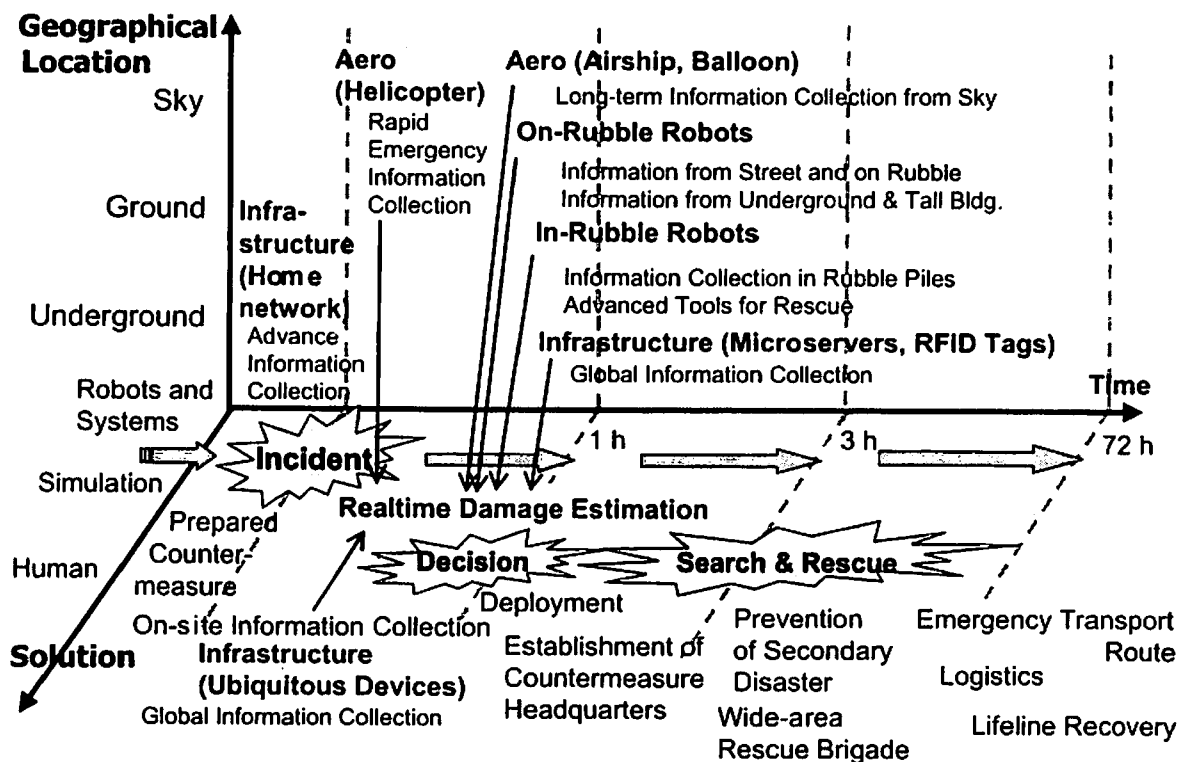 Geographical
Location
Sky
Ground
Underground
Robots and
Systems
Simulation
Human
Solution
Aero
(Helicopter)
Rapid
Emergency
Information
Collection
Infra-
structure
(Home
network)
Advance
Information
Collection
Aero (Airship, Balloon)
Long-term Information Collection from Sky
On-Rubble Robots
Information from Street and on Rubble
Information from Underground & Tall Bldg.
In-Rubble Robots
Information Collection in Rubble Piles
Advanced Tools for Rescue
Infrastructure (Microservers, RFID Tags)
Global Information Collection
Time
1 h
3 h
72 h
Incident
Realtime Damage Estimation
Prepared
Counter-
measure
Decision
Search & Rescue
Deployment
On-site Information Collection
Infrastructure
(Ubiquitous Devices)
Global Information Collection
Establishment of
Countermeasure
Headquarters
Prevention
of Secondary
Disaster
Wide-area
Rescue Brigade
Emergency Transport
Route
Logistics
Lifeline Recovery